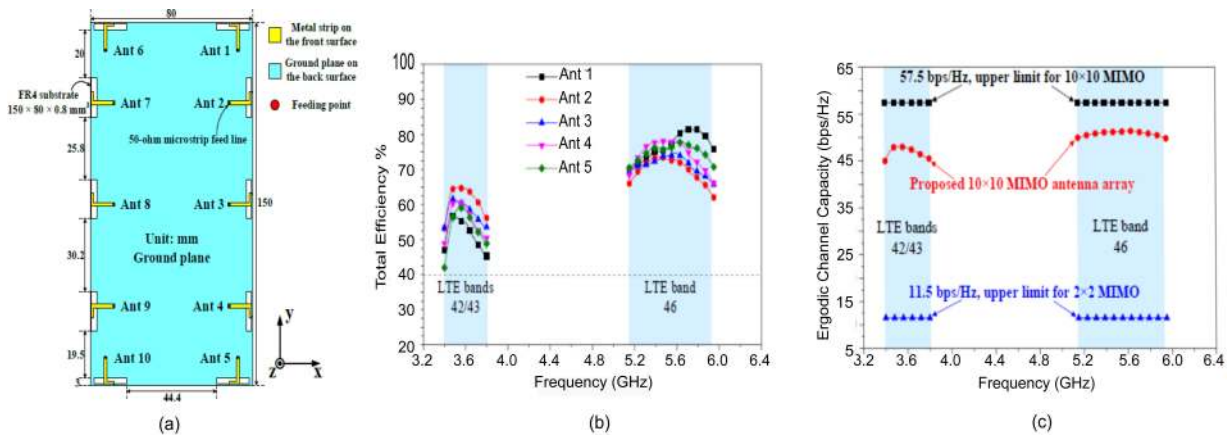 80
Ant 6
Ant 1
20
FR4 substrate
150 × 80 × 0.8 mm³
Ant 7
Ant 2
50-ohm microstrip feed line
25.8
Ant 8
Ant 3
150
Unit: mm
Ground plane
30.2
Ant 9
Ant 4
19.5
Ant 10
Ant 5
44.4
Metal strip on
the front surface
Ground plane on
the back surface
Feeding point
y
z
x
(a)
Total Efficiency %
100
90
80
70
60
50
40
30
20
Ant 1
Ant 2
Ant 3
Ant 4
Ant 5
LTE bands
42/43
LTE band
46
3.2 3.6 4.0 4.4 4.8 5.2 5.6 6.0 6.4
Frequency (GHz)
(b)
Ergodic Channel Capacity (bps/Hz)
65
55
45
35
25
15
5
57.5 bps/Hz, upper limit for 10×10 MIMO
Proposed 10×10 MIMO antenna array
LTE bands
42/43
LTE band
46
11.5 bps/Hz, upper limit for 2×2 MIMO
3.2 3.6 4.0 4.4 4.8 5.2 5.6 6.0 6.4
Frequency (GHz)
(c)